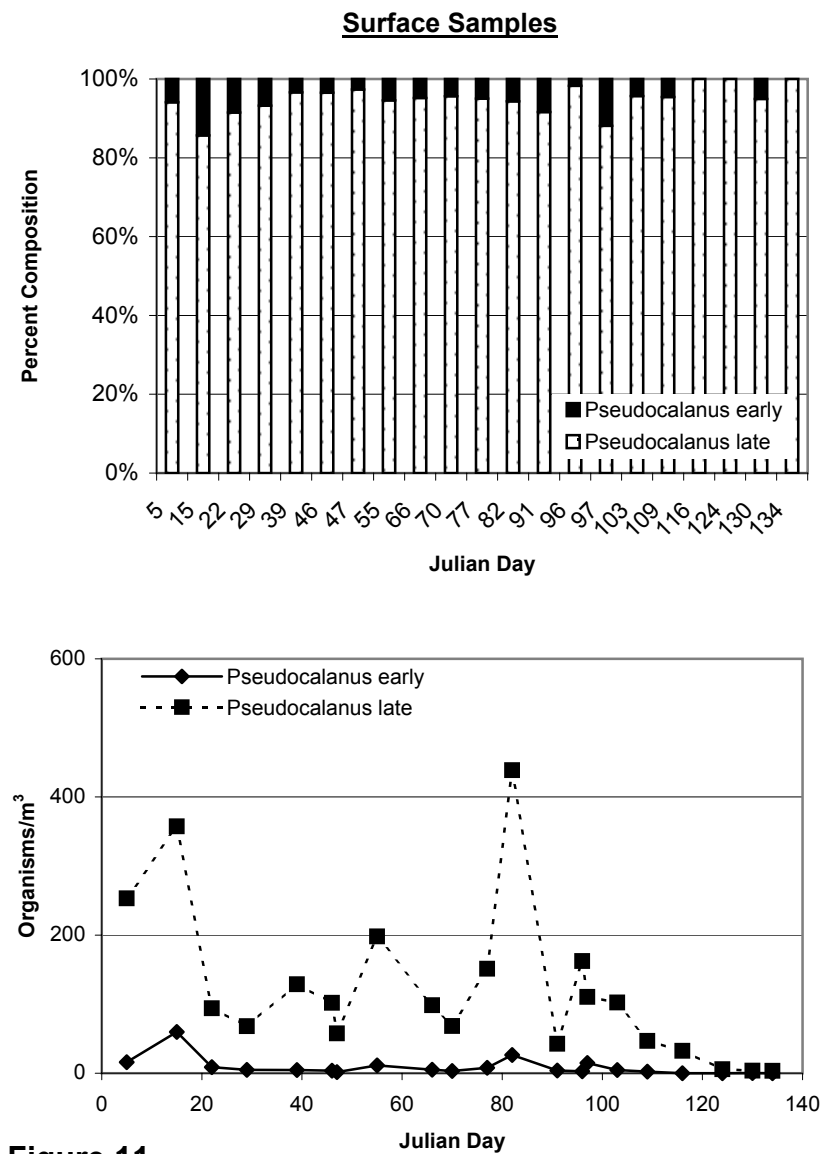 Surface Samples
100%
80%
60%
40%
20%
0%
Percent Composition
Pseudocalanus early
Pseudocalanus late
5 15 22 29 39 46 47 55 66 70 77 82 91 96 97 103 109 116 124 130 134
Julian Day
600
400
200
0
Organisms/m³
Pseudocalanus early
Pseudocalanus late
0 20 40 60 80 100 120 140
Julian Day